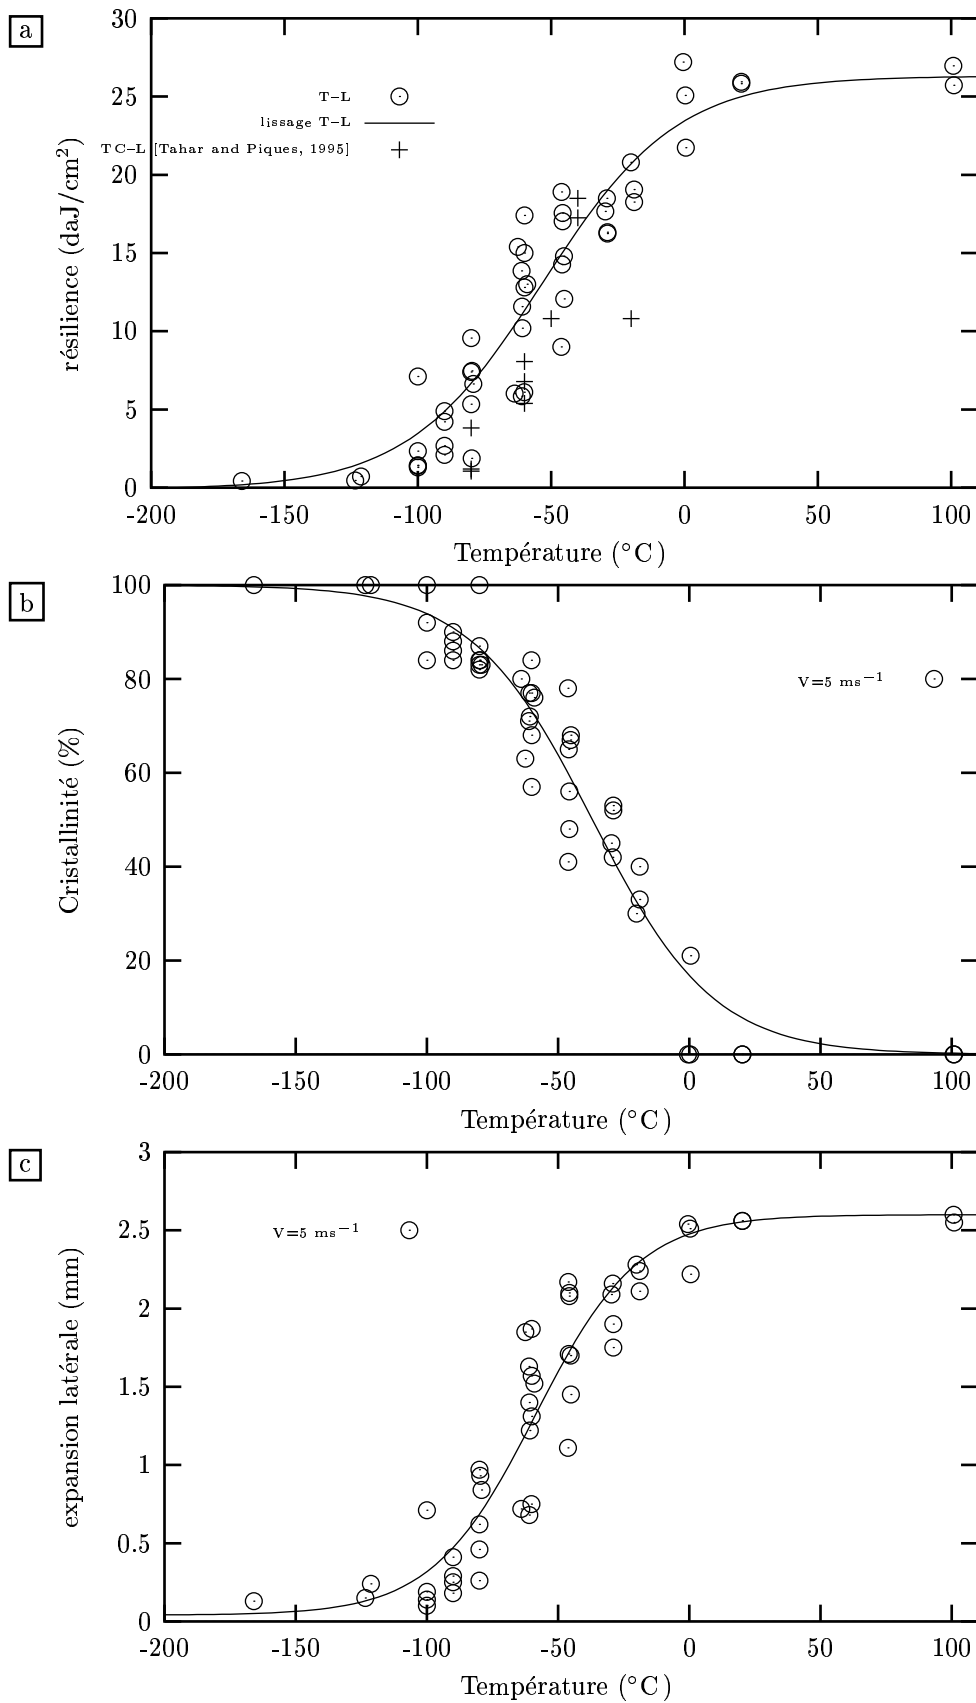 a
30
25
20
15
10
5
0
résilience (daJ/cm²)
T-L
lissage T-L
TC-L [Tahar and Piques, 1995]
-200 -150 -100 -50 0 50 100
Température (°C)
b
100
80
60
40
20
0
Cristallinité (%)
V=5 ms⁻¹
-200 -150 -100 -50 0 50 100
Température (°C)
c
3
2.5
2
1.5
1
0.5
0
expansion latérale (mm)
V=5 ms⁻¹
-200 -150 -100 -50 0 50 100
Température (°C)